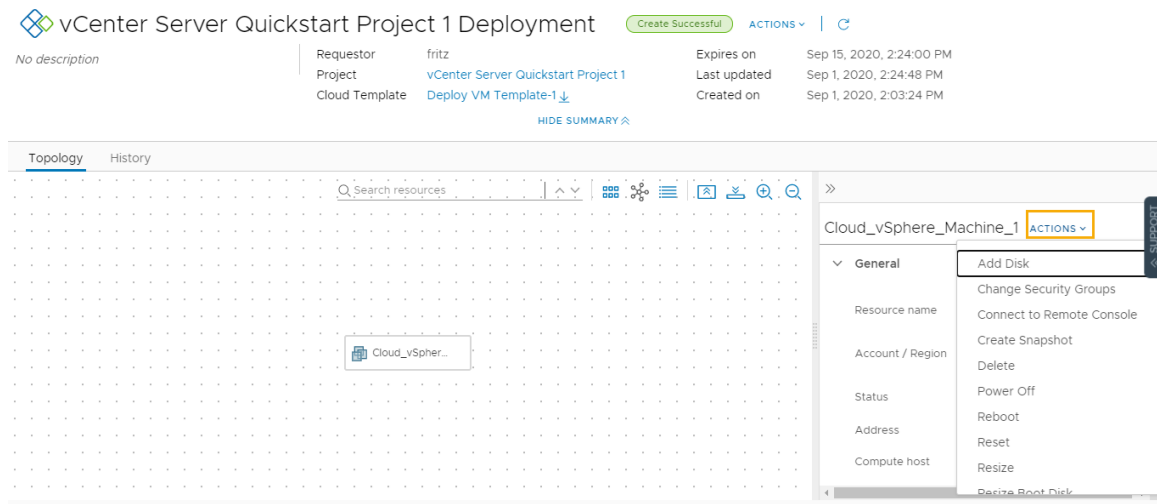 vCenter Server Quickstart Project 1 Deployment Create Successful ACTIONS
No description
Requestor fritz Expires on Sep 15, 2020, 2:24:00 PM
Project vCenter Server Quickstart Project 1 Last updated Sep 1, 2020, 2:24:48 PM
Cloud Template Deploy VM Template-1 Created on Sep 1, 2020, 2:03:24 PM
HIDE SUMMARY
Topology History
Search resources
SUPPORT
Cloud_vSphere_Machine_1 ACTIONS
General
Resource name
Account / Region
Status
Address
Compute host
Add Disk
Change Security Groups
Connect to Remote Console
Create Snapshot
Delete
Power Off
Reboot
Reset
Resize
Resize Boot Disk
Cloud_vSpher...